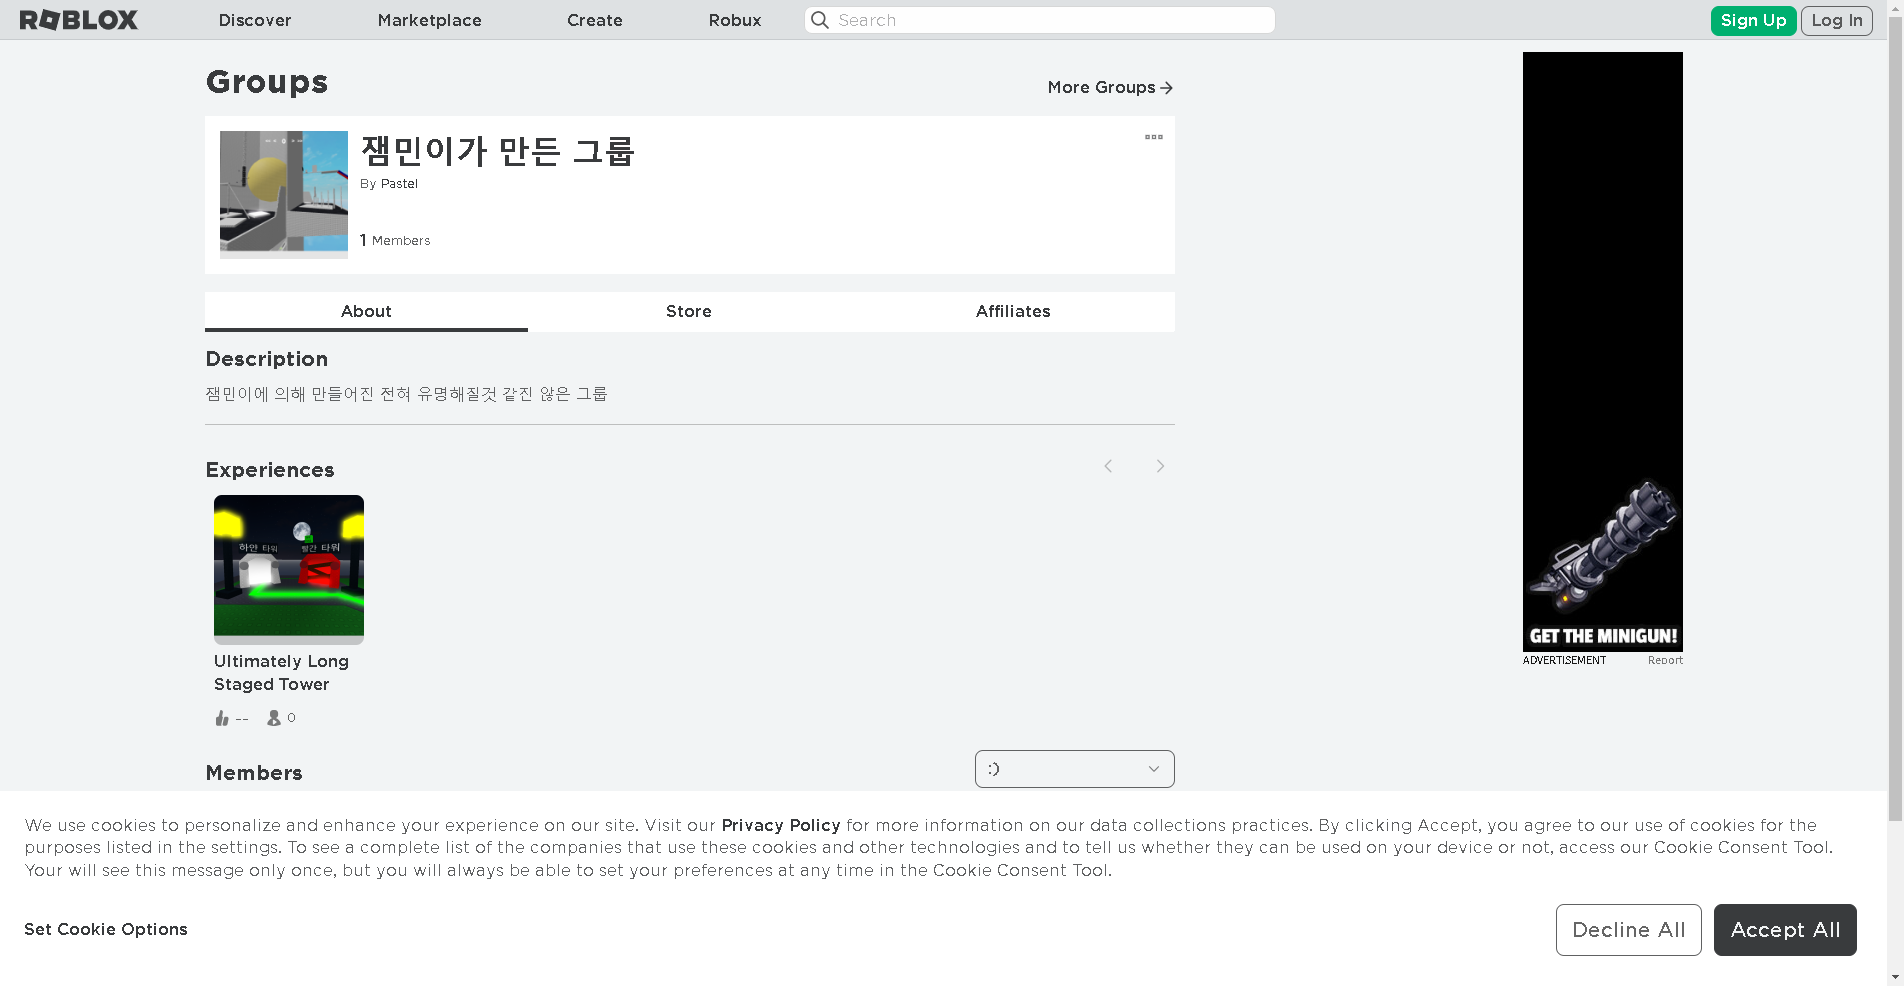 ROBLOX
Discover
Marketplace
Create
Robux
Search
Sign Up
Log In
Groups
More Groups
잼민이가 만든 그룹
By Pastel
1 Members
About
Store
Affiliates
Description
잼민이에 의해 만들어진 전혀 유명해질것 같진 않은 그룹
Experiences
하얀 타워
빨간 타워
Ultimately Long
Staged Tower
--
0
Members
:)
GET THE MINIGUN!
ADVERTISEMENT
Report
We use cookies to personalize and enhance your experience on our site. Visit our Privacy Policy for more information on our data collections practices. By clicking Accept, you agree to our use of cookies for the
purposes listed in the settings. To see a complete list of the companies that use these cookies and other technologies and to tell us whether they can be used on your device or not, access our Cookie Consent Tool.
Your will see this message only once, but you will always be able to set your preferences at any time in the Cookie Consent Tool.
Set Cookie Options
Decline All
Accept All